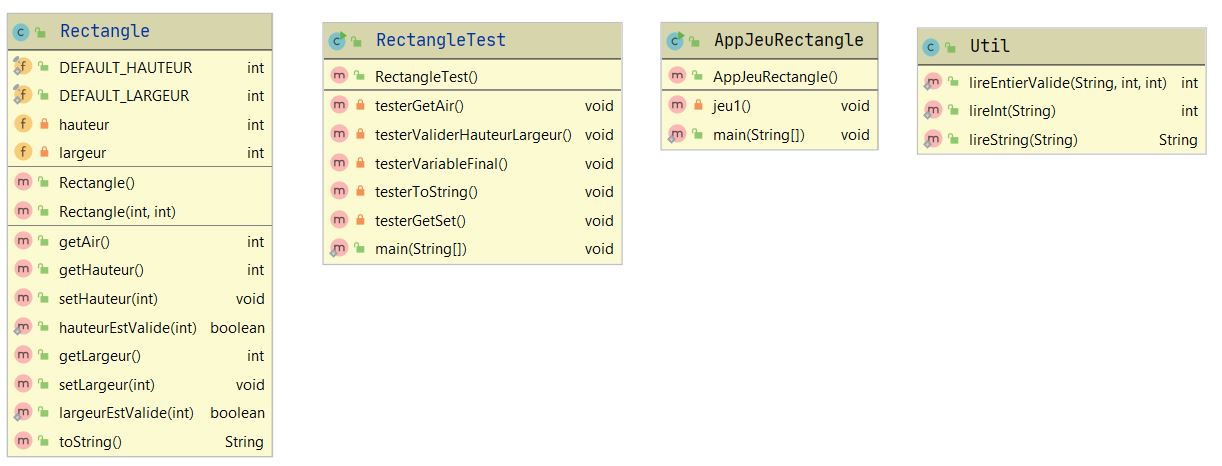 Rectangle
DEFAULT_HAUTEUR int
DEFAULT_LARGEUR int
hauteur int
largeur int
Rectangle()
Rectangle(int, int)
getAir() int
getHauteur() int
setHauteur(int) void
hauteurEstValide(int) boolean
getLargeur() int
setLargeur(int) void
largeurEstValide(int) boolean
toString() String
RectangleTest
RectangleTest()
testerGetAir() void
testerValiderHauteurLargeur() void
testerVariableFinal() void
testerToString() void
testerGetSet() void
main(String[]) void
AppJeuRectangle
AppJeuRectangle()
jeu1() void
main(String[]) void
Util
lireEntierValide(String, int, int) int
lireInt(String) int
lireString(String) String